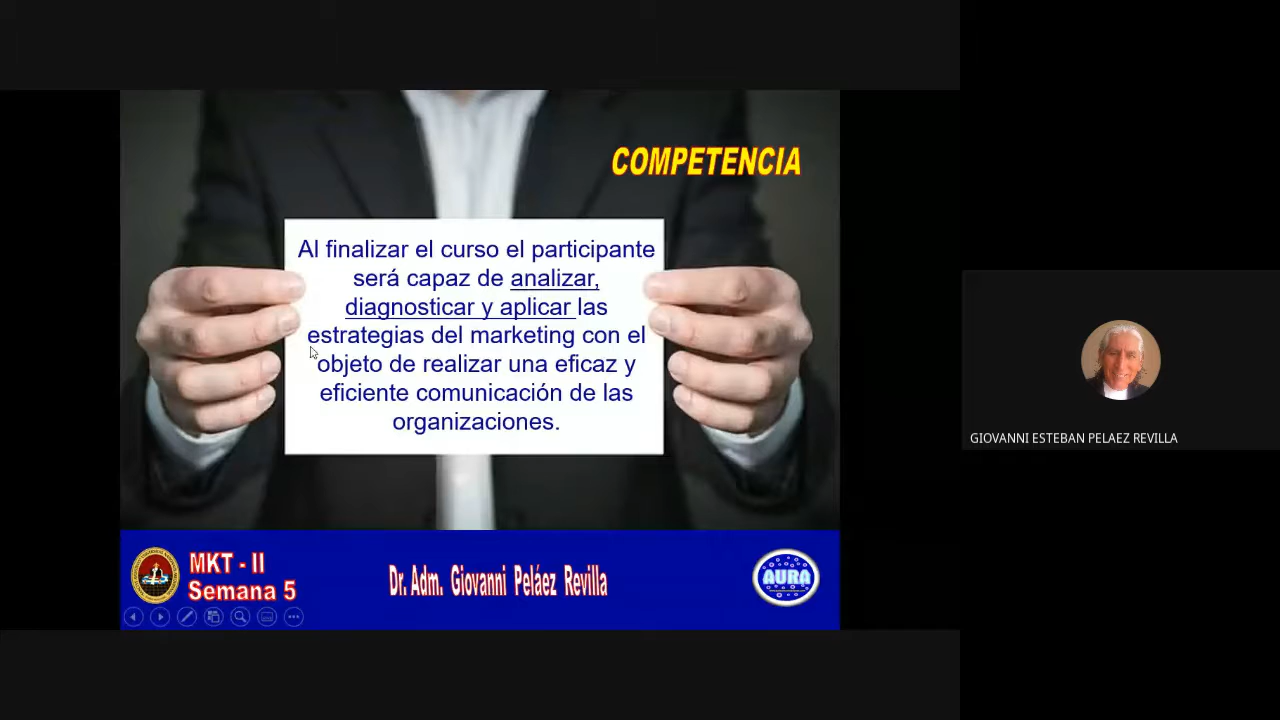 COMPETENCIA
Al finalizar el curso el participante
será capaz de analizar,
diagnosticar y aplicar las
estrategias del marketing con el
objeto de realizar una eficaz y
eficiente comunicación de las
organizaciones.
MKT - II
Semana 5
Dr. Adm. Giovanni Peláez Revilla
AURA
GIOVANNI ESTEBAN PELAEZ REVILLA